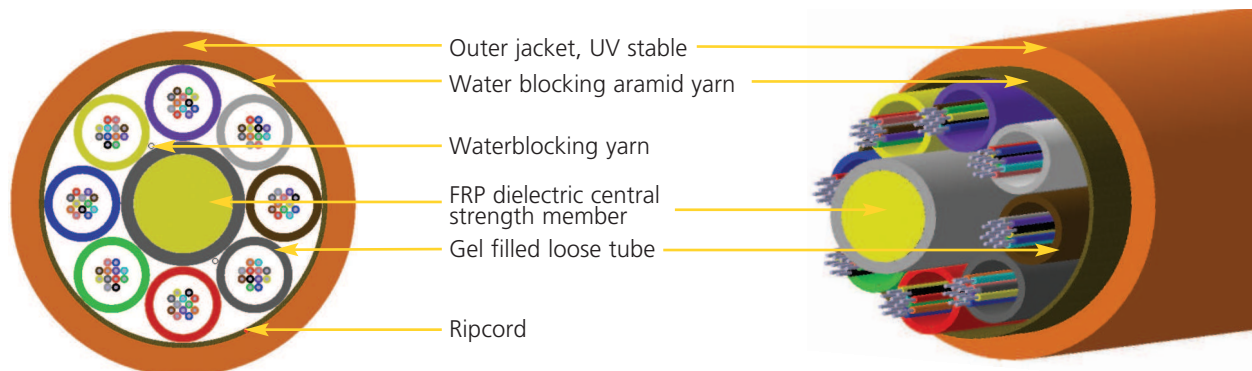 Outer jacket, UV stable
Water blocking aramid yarn
Waterblocking yarn
FRP dielectric central
strength member
Gel filled loose tube
Ripcord